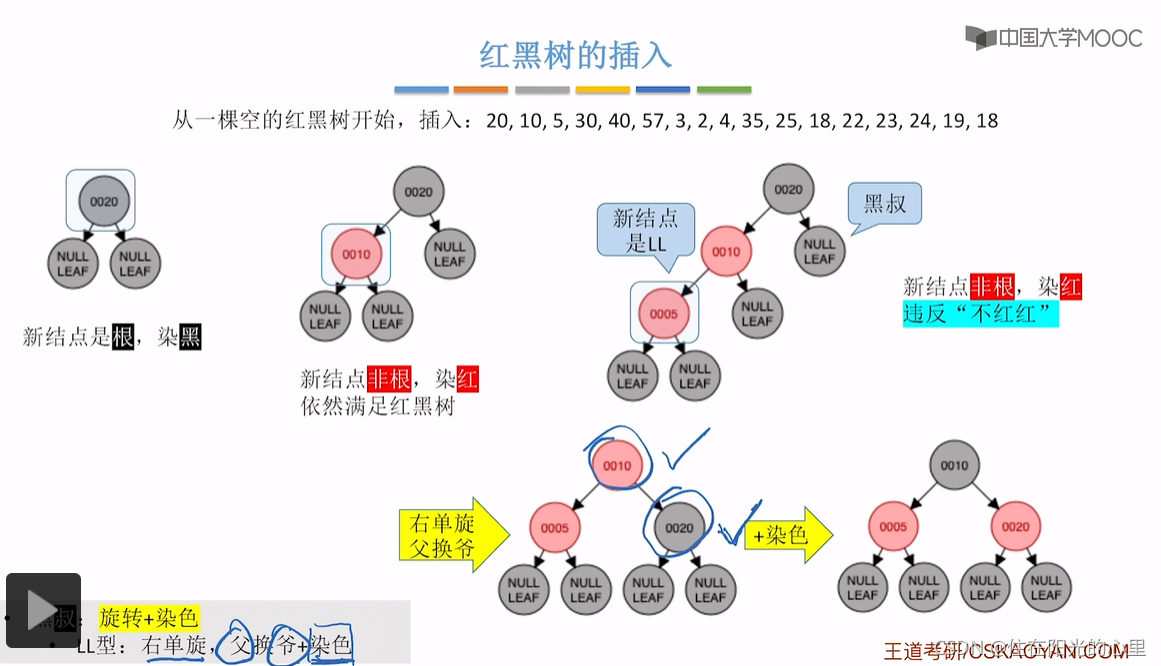 中国大学MOOC
红黑树的插入
从一棵空的红黑树开始，插入：20, 10, 5, 30, 40, 57, 3, 2, 4, 35, 25, 18, 22, 23, 24, 19, 18
0020
NULL LEAF
NULL LEAF
新结点是根，染黑
0020
0010
NULL LEAF
NULL LEAF
NULL LEAF
新结点非根，染红
依然满足红黑树
0020
黑叔
新结点
是LL
0010
NULL LEAF
0005
NULL LEAF
NULL LEAF
NULL LEAF
新结点非根，染红
违反“不红红”
右单旋
父换爷
0010
0005
0020
NULL LEAF
NULL LEAF
NULL LEAF
NULL LEAF
+染色
0010
0005
0020
NULL LEAF
NULL LEAF
NULL LEAF
NULL LEAF
叔：旋转+染色
LL型：右单旋，父换爷+染色
王道考研/CSKAOYAN.COM
CSDN @住在阳光的心里